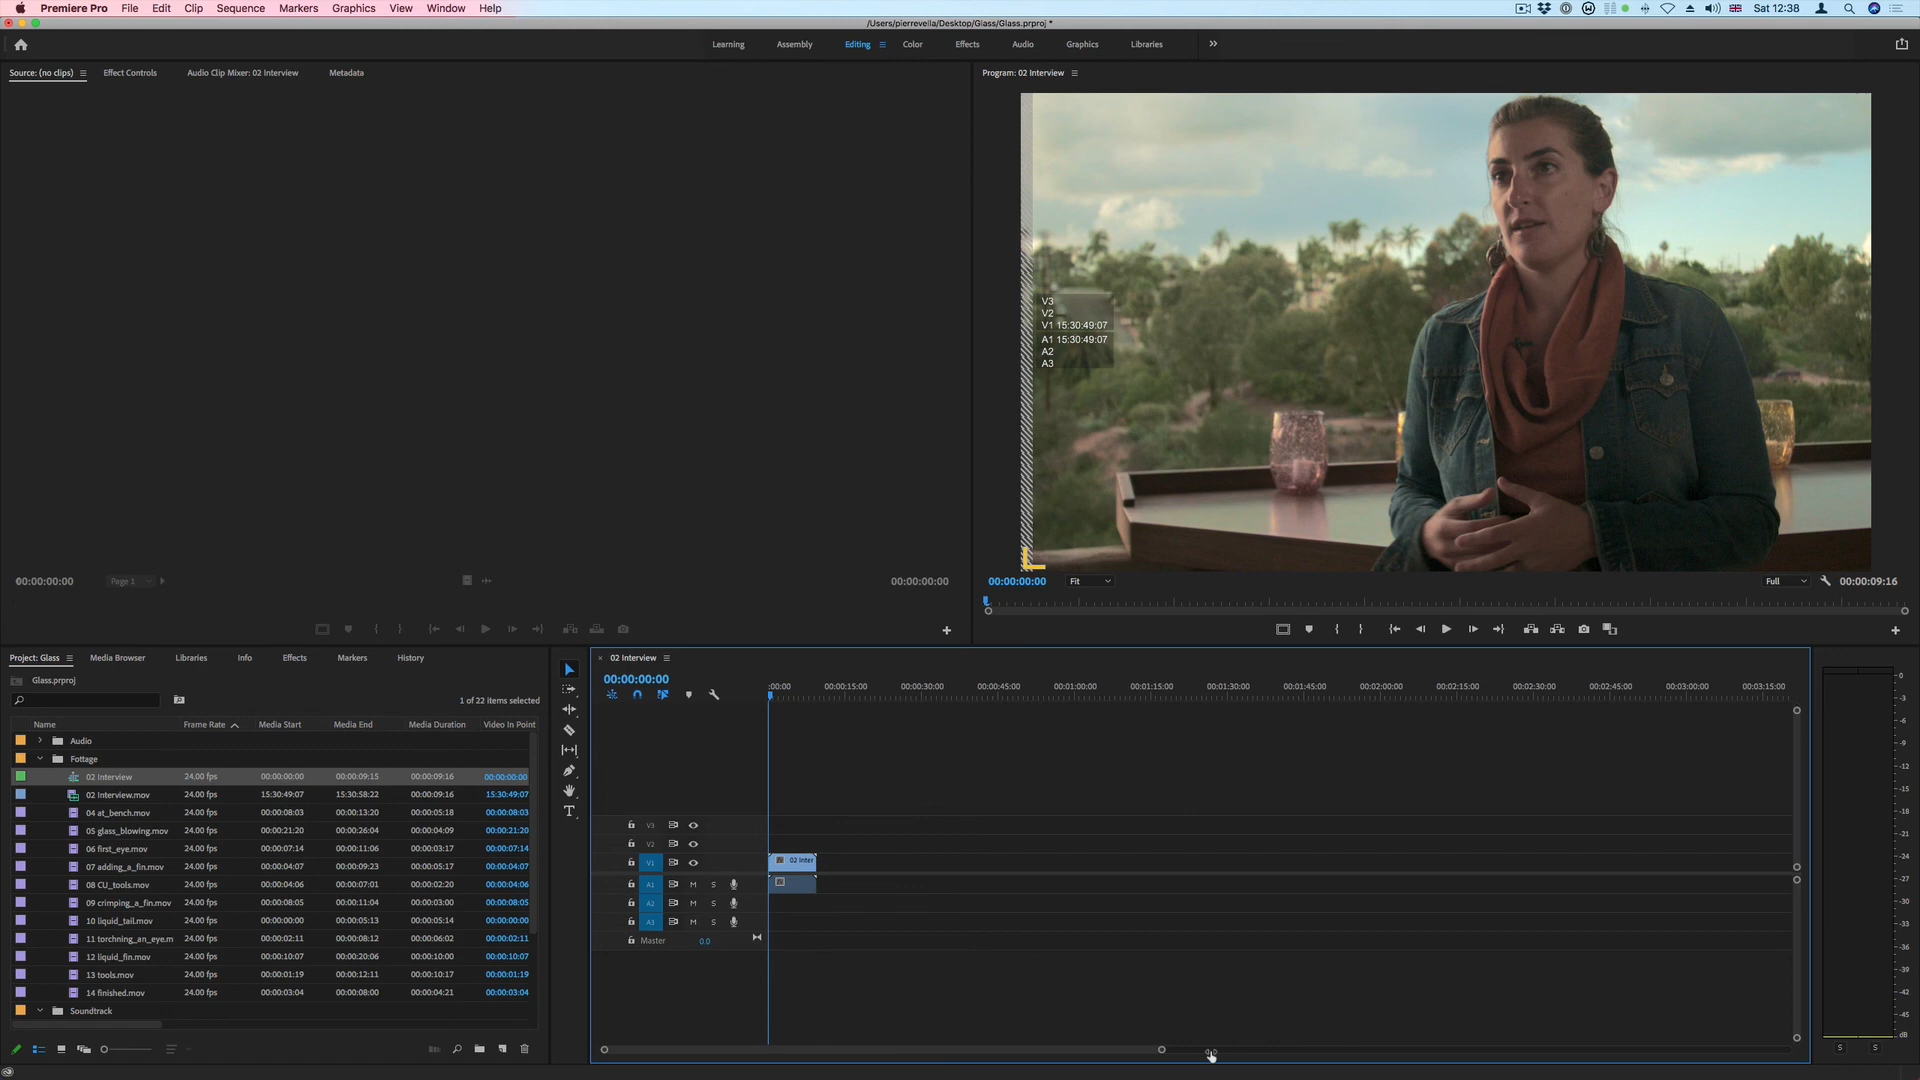 Premiere Pro File Edit Clip Sequence Markers Graphics View Window Help
Sat 12:38
/Users/pierrevella/Desktop/Glass/Glass.prproj *
Learning Assembly Editing Color Effects Audio Graphics Libraries
Source: (no clips) Effect Controls Audio Clip Mixer: 02 Interview Metadata
Program: 02 Interview
V3
V2
V1 15:30:49:07
A1 15:30:49:07
A2
A3
00:00:00:00 Page 1 00:00:00:00
00:00:00:00 Fit Full 00:00:09:16
Project: Glass Media Browser Libraries Info Effects Markers History
Glass.prproj
1 of 22 items selected
Name Frame Rate Media Start Media End Media Duration Video In Point
Audio
Fottage
02 Interview 24.00 fps 00:00:00:00 00:00:09:15 00:00:09:16 00:00:00:00
02 Interview.mov 24.00 fps 15:30:49:07 15:30:58:22 00:00:09:16 15:30:49:07
04 at_bench.mov 24.00 fps 00:00:08:03 00:00:13:20 00:00:05:18 00:00:08:03
05 glass_blowing.mov 24.00 fps 00:00:21:20 00:00:26:04 00:00:04:09 00:00:21:20
06 first_eye.mov 24.00 fps 00:00:07:14 00:00:11:06 00:00:03:17 00:00:07:14
07 adding_a_fin.mov 24.00 fps 00:00:04:07 00:00:09:23 00:00:05:17 00:00:04:07
08 CU_tools.mov 24.00 fps 00:00:04:06 00:00:07:01 00:00:02:20 00:00:04:06
09 crimping_a_fin.mov 24.00 fps 00:00:08:05 00:00:11:04 00:00:03:00 00:00:08:05
10 liquid_tail.mov 24.00 fps 00:00:00:00 00:00:05:13 00:00:05:14 00:00:00:00
11 torchning_an_eye.m 24.00 fps 00:00:02:11 00:00:08:12 00:00:06:02 00:00:02:11
12 liquid_fin.mov 24.00 fps 00:00:10:07 00:00:20:06 00:00:10:00 00:00:10:07
13 tools.mov 24.00 fps 00:00:01:19 00:00:12:11 00:00:10:17 00:00:01:19
14 finished.mov 24.00 fps 00:00:03:04 00:00:08:00 00:00:04:21 00:00:03:04
Soundtrack
02 Interview
00:00:00:00
:00:00 00:00:15:00 00:00:30:00 00:00:45:00 00:01:00:00 00:01:15:00 00:01:30:00 00:01:45:00 00:02:00:00 00:02:15:00 00:02:30:00 00:02:45:00 00:03:00:00 00:03:15:00
V3
V2
V1 02 Inter
A1 M S
A2 M S
A3 M S
Master 0.0
0
-3
-6
-9
-12
-15
-18
-21
-24
-27
-30
-33
-36
-39
-42
-45
dB
S S